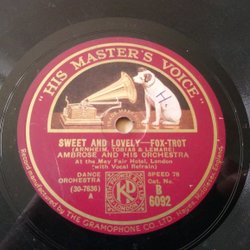 "HIS MASTER'S VOICE"
SWEET AND LOVELY—FOX-TROT
(ARNHEIM, TOBIAS & LEMARE)
AMBROSE AND HIS ORCHESTRA
At the May Fair Hotel, London
(with Vocal Refrain)
DANCE
ORCHESTRA
(30-7636) A
SPEED 78
Cat. No.
B
6092
THE GRAMOPHONE CO. LTD.